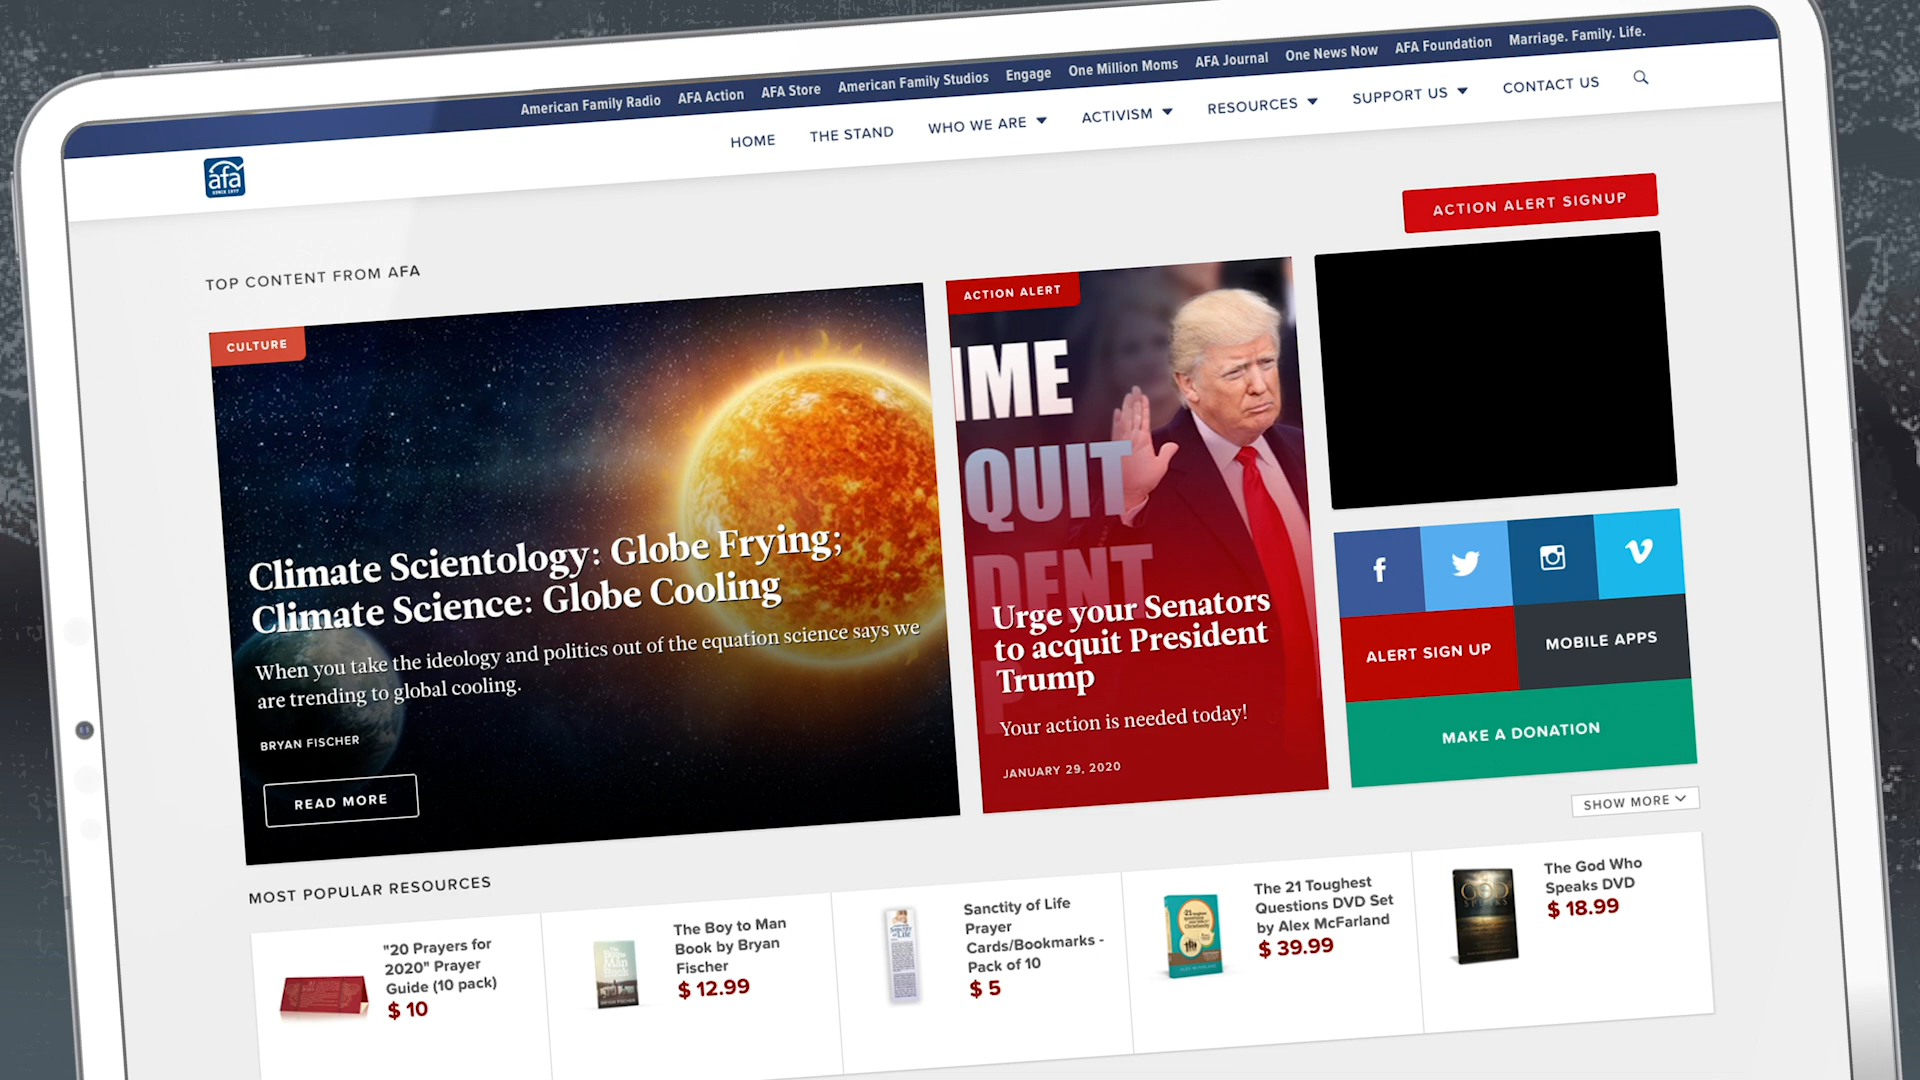 American Family Radio AFA Action AFA Store American Family Studios Engage One Million Moms AFA Journal One News Now AFA Foundation Marriage. Family. Life.
afa
SINCE 1977
HOME THE STAND WHO WE ARE ACTIVISM RESOURCES SUPPORT US CONTACT US
ACTION ALERT SIGNUP
TOP CONTENT FROM AFA
CULTURE
Climate Scientology: Globe Frying;
Climate Science: Globe Cooling
When you take the ideology and politics out of the equation science says we
are trending to global cooling.
BRYAN FISCHER
READ MORE
ACTION ALERT
IME
QUIT
DENT
P
Urge your Senators
to acquit President
Trump
Your action is needed today!
JANUARY 29, 2020
f
ALERT SIGN UP
MOBILE APPS
MAKE A DONATION
SHOW MORE
MOST POPULAR RESOURCES
"20 Prayers for
2020" Prayer
Guide (10 pack)
$ 10
The Boy to Man
Book by Bryan
Fischer
$ 12.99
Sanctity of Life
Prayer
Cards/Bookmarks -
Pack of 10
$ 5
The 21 Toughest
Questions DVD Set
by Alex McFarland
$ 39.99
GOD
SPEAKS
The God Who
Speaks DVD
$ 18.99